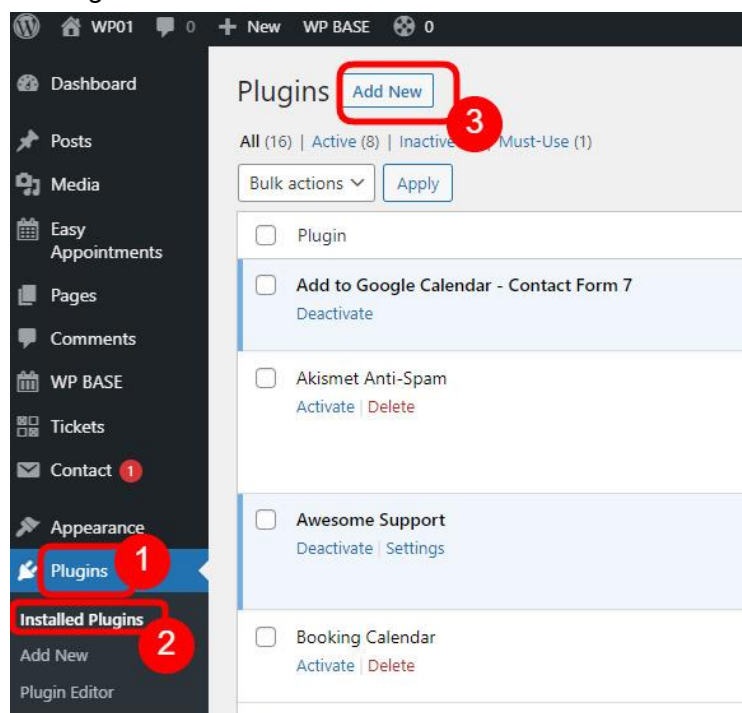 WP01 0 + New WP BASE 0
Dashboard
Posts
Media
Easy
Appointments
Pages
Comments
WP BASE
Tickets
Contact 1
Appearance
Plugins 1
Installed Plugins
2
Add New
Plugin Editor
Plugins Add New
3
All (16) | Active (8) | Inactive Must-Use (1)
Bulk actions Apply
Plugin
Add to Google Calendar - Contact Form 7
Deactivate
Akismet Anti-Spam
Activate | Delete
Awesome Support
Deactivate | Settings
Booking Calendar
Activate | Delete